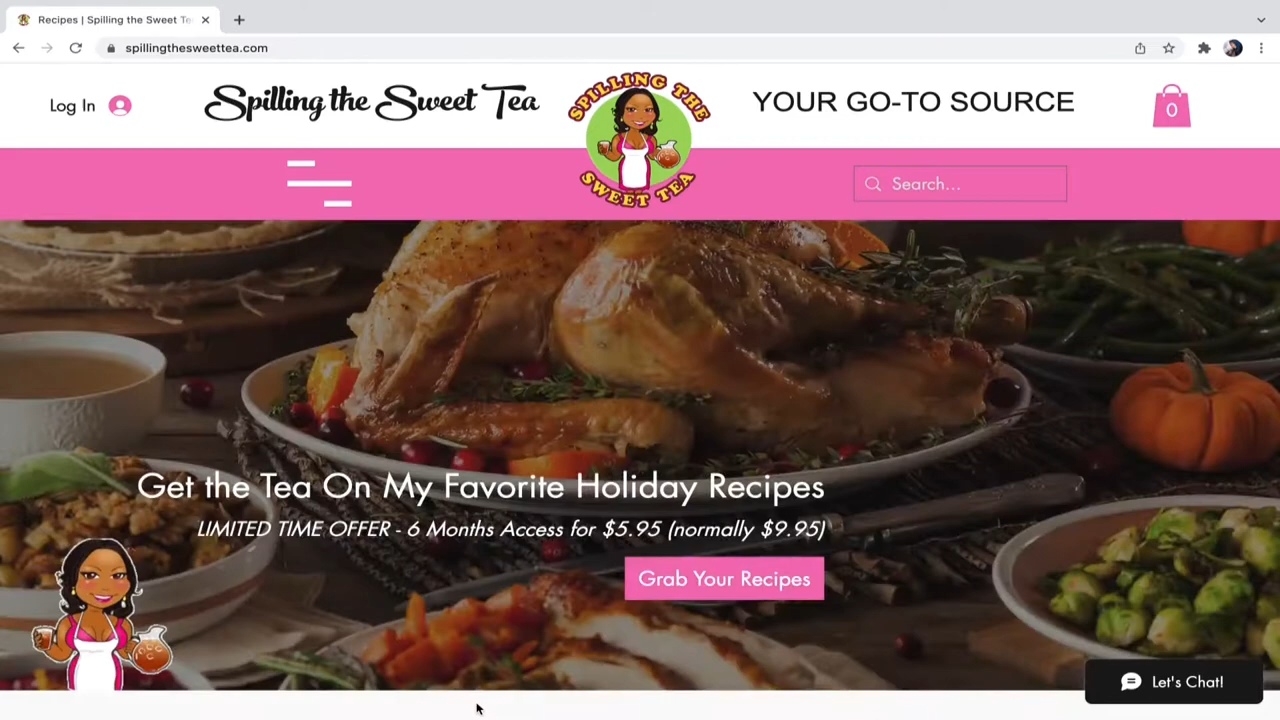 Recipes | Spilling the Sweet Te
spillingthesweettea.com
Log In
Spilling the Sweet Tea
SPILLING THE
SWEET TEA
YOUR GO-TO SOURCE
0
Search...
Get the Tea On My Favorite Holiday Recipes
LIMITED TIME OFFER - 6 Months Access for $5.95 (normally $9.95)
Grab Your Recipes
Let's Chat!